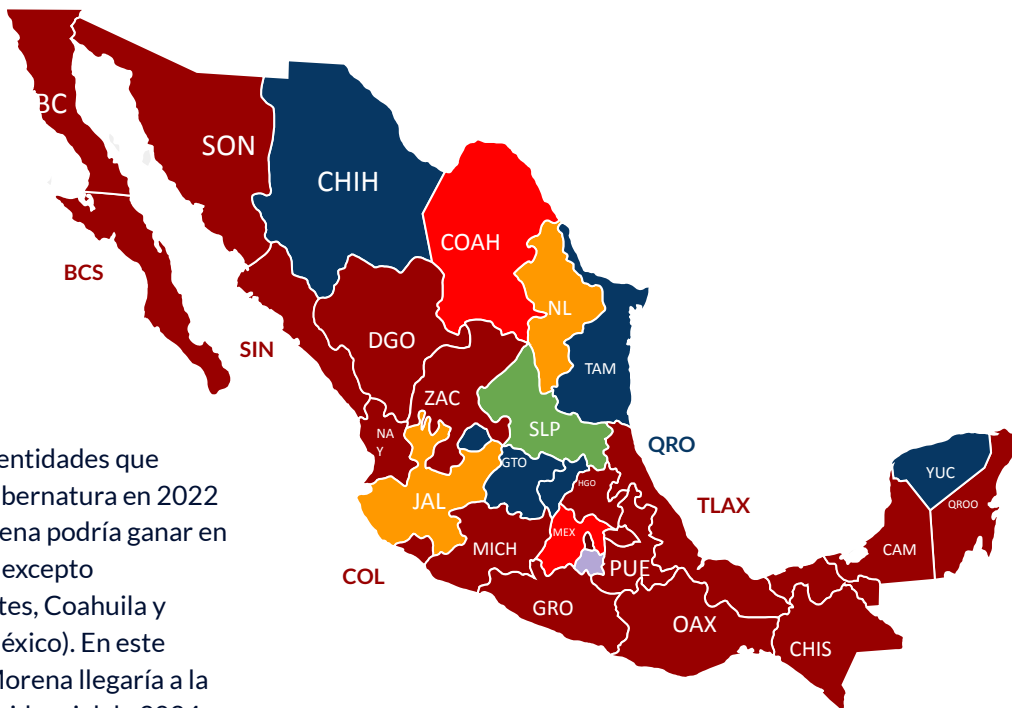 BC
SON
CHIH
COAH
BCS
NL
SIN
DGO
TAM
ZAC
NA
Y
SLP
QRO
GTO
YUC
HGO
QROO
JAL
TLAX
MEX
MICH
CAM
COL
PUE
GRO
OAX
CHIS
entidades que
bernatura en 2022
ena podría ganar en
excepto
tes, Coahuila y
éxico). En este
Morena llegaría a la